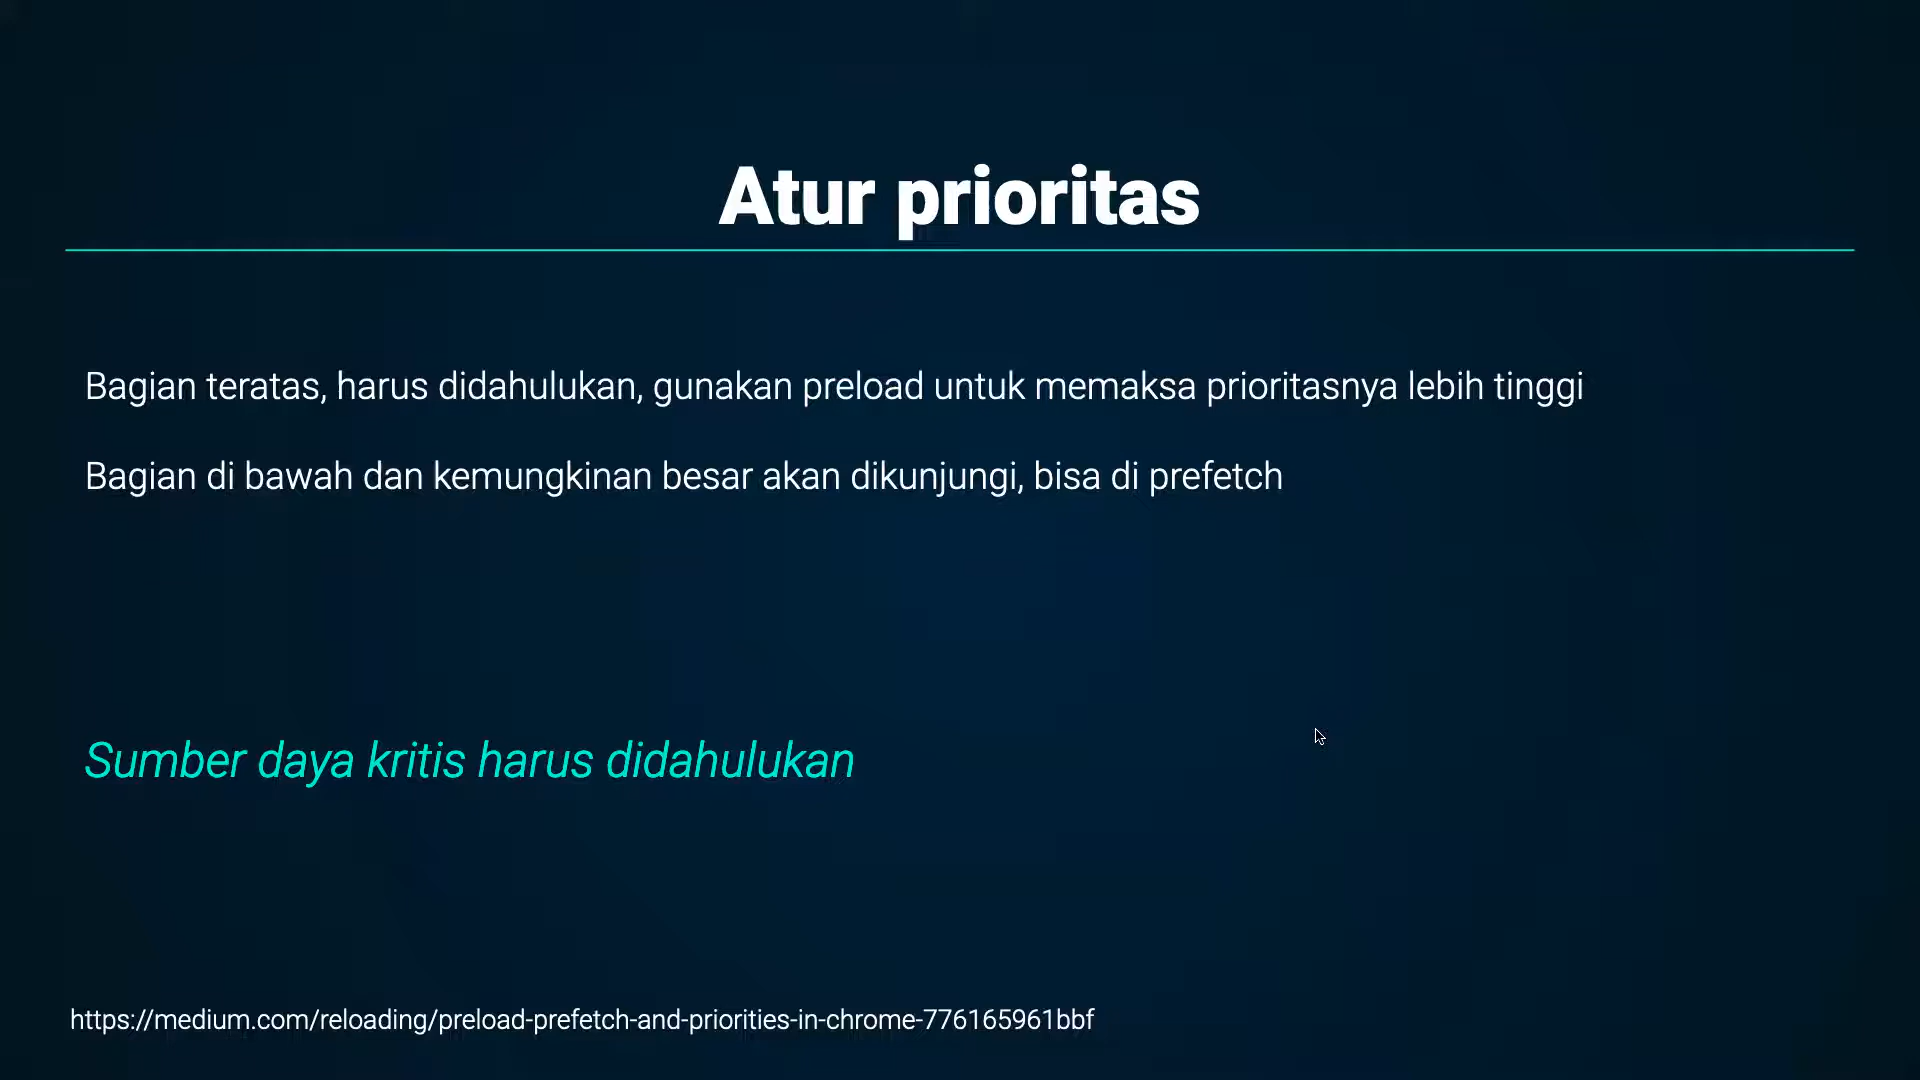 Atur prioritas
Bagian teratas, harus didahulukan, gunakan preload untuk memaksa prioritasnya lebih tinggi
Bagian di bawah dan kemungkinan besar akan dikunjungi, bisa di prefetch
Sumber daya kritis harus didahulukan
https://medium.com/reloading/preload-prefetch-and-priorities-in-chrome-776165961bbf